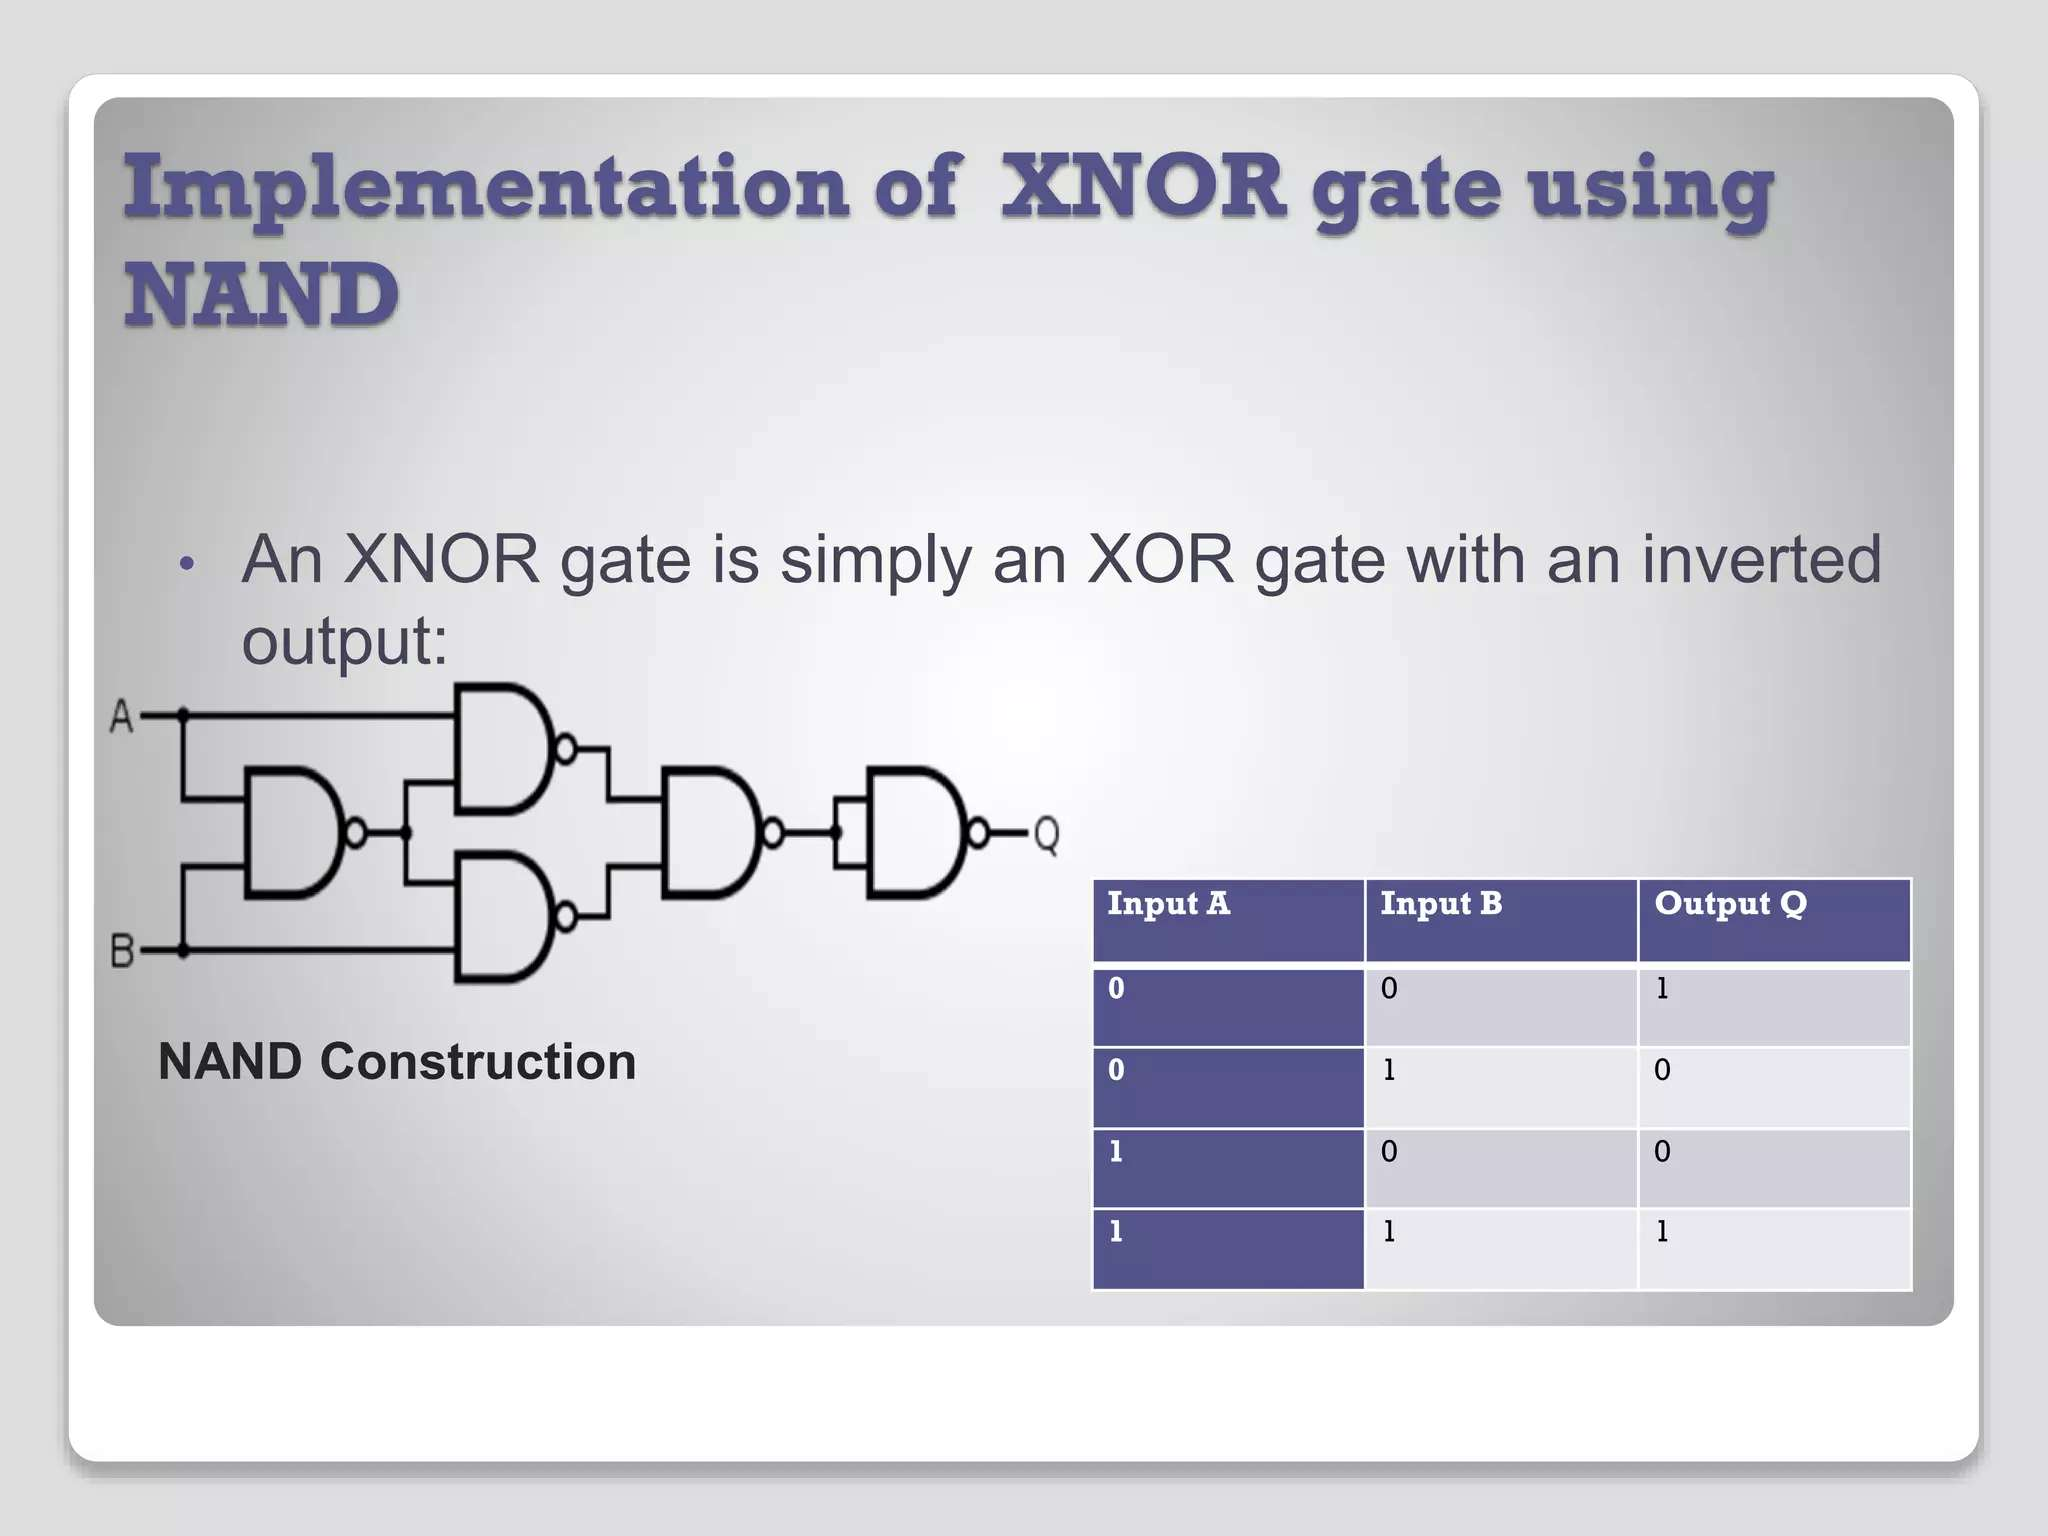 Implementation of XNOR gate using
NAND
• An XNOR gate is simply an XOR gate with an inverted
output:
A
B
Q
NAND Construction
Input A Input B Output Q
0 0 1
0 1 0
1 0 0
1 1 1